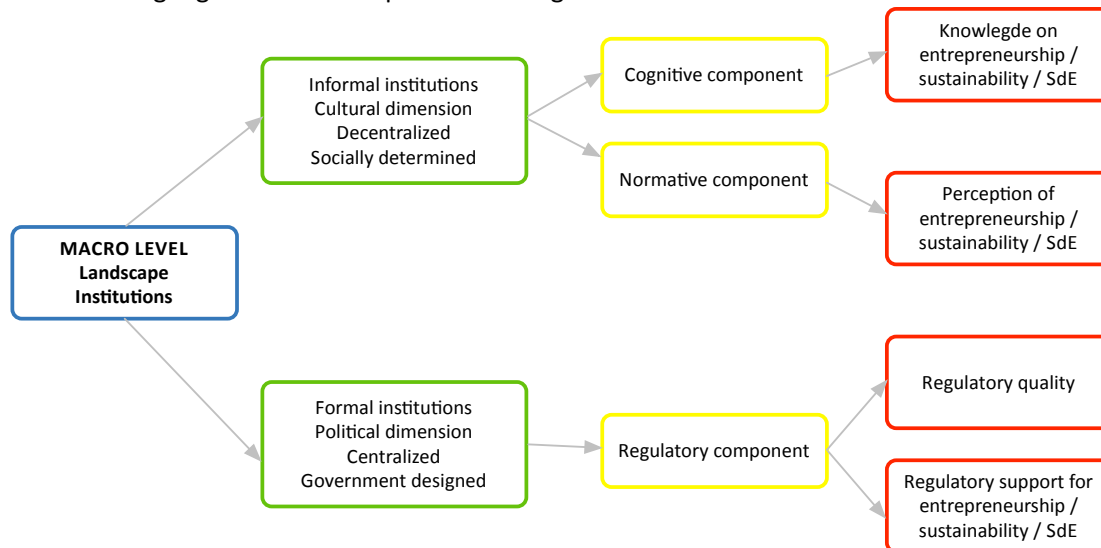 Knowlegde on
entrepreneurship /
sustainability / SdE
Informal institutions
Cultural dimension
Decentralized
Socially determined
Cognitive component
Normative component
Perception of
entrepreneurship /
sustainability / SdE
MACRO LEVEL
Landscape
Institutions
Formal institutions
Political dimension
Centralized
Government designed
Regulatory component
Regulatory quality
Regulatory support for
entrepreneurship /
sustainability / SdE